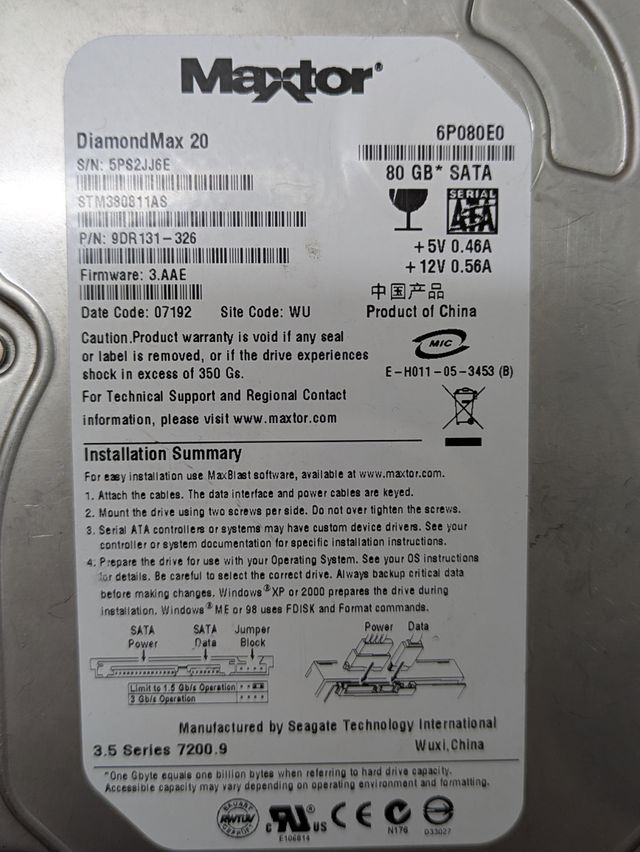 Maxtor®
DiamondMax 20
6P080E0
S/N: 5PS2JJ6E
80 GB* SATA
STM380811AS
SERIAL
ATA
P/N: 9DR131-326
+5V 0.46A
+12V 0.56A
Firmware: 3.AAE
中国产品
Date Code: 07192 Site Code: WU
Product of China
Caution.Product warranty is void if any seal
or label is removed, or if the drive experiences
shock in excess of 350 Gs.
MIC
E-H011-05-3453 (B)
For Technical Support and Regional Contact
information, please visit www.maxtor.com
Installation Summary
For easy installation use MaxBlast software, available at www.maxtor.com.
1. Attach the cables. The data interface and power cables are keyed.
2. Mount the drive using two screws per side. Do not over tighten the screws.
3. Serial ATA controllers or systems may have custom device drivers. See your
controller or system documentation for specific installation instructions.
4. Prepare the drive for use with your Operating System. See your OS instructions
for details. Be careful to select the correct drive. Always backup critical data
before making changes. Windows®XP or 2000 prepares the drive during
installation. Windows®ME or 98 uses FDISK and Format commands.
SATA Power
SATA Data
Jumper Block
Power Data
Limit to 1.5 Gb/s Operation
3 Gb/s Operation
Manufactured by Seagate Technology International
3.5 Series 7200.9
Wuxi,China
*One Gbyte equals one billion bytes when referring to hard drive capacity.
Accessible capacity may vary depending on operating environment and formatting.
RWTÜV
c RU® US
E106814
CE
N176
033027